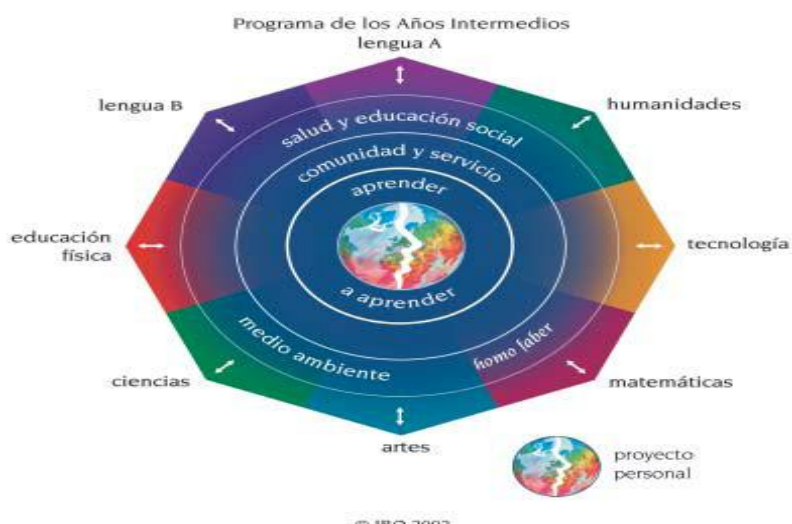 Programa de los Años Intermedios
lengua A
lengua B
humanidades
salud y educación social
comunidad y servicio
aprender
a aprender
educación
física
tecnología
medio ambiente
homo faber
ciencias
matemáticas
artes
proyecto
personal